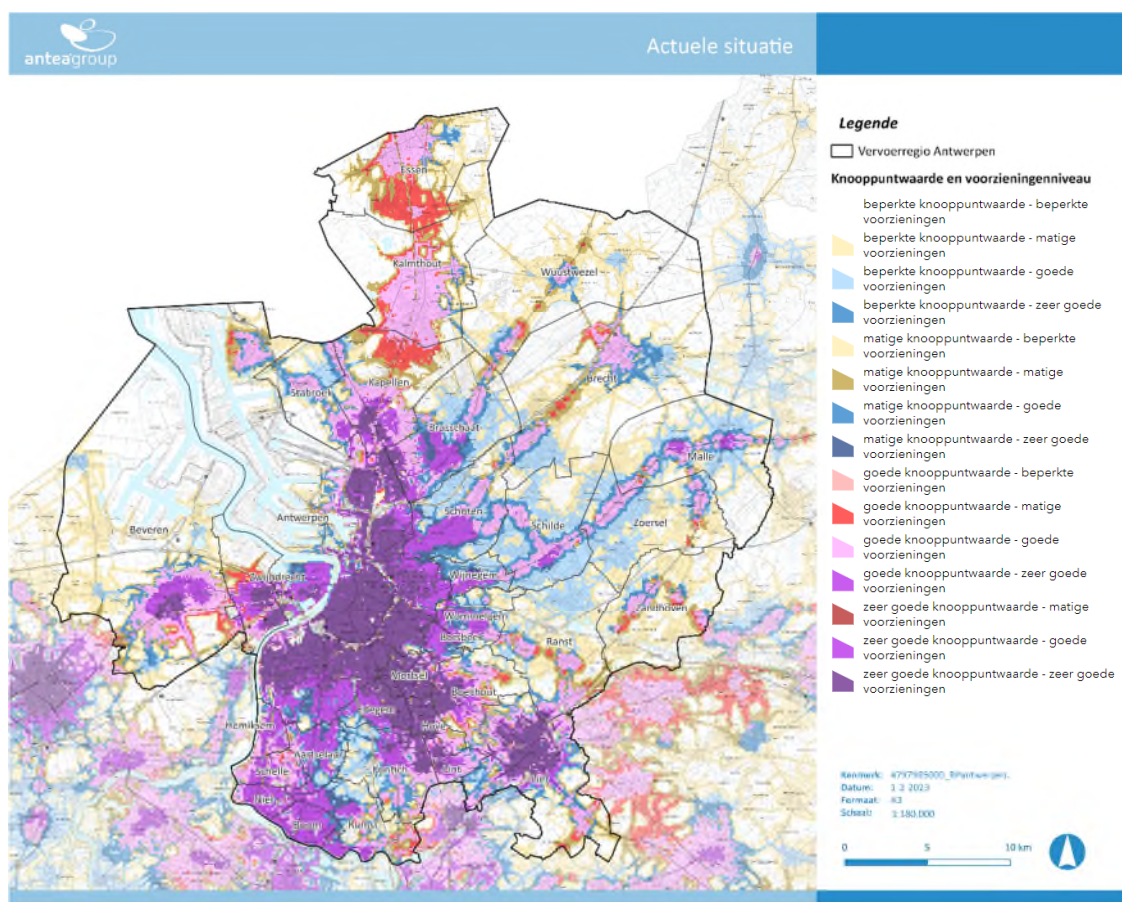 anteagroup
Actuele situatie
Legende
Vervoerregio Antwerpen
Knooppuntwaarde en voorzieningenniveau
beperkte knooppuntwaarde - beperkte
voorzieningen
beperkte knooppuntwaarde - matige
voorzieningen
beperkte knooppuntwaarde - goede
voorzieningen
beperkte knooppuntwaarde - zeer goede
voorzieningen
matige knooppuntwaarde - beperkte
voorzieningen
matige knooppuntwaarde - matige
voorzieningen
matige knooppuntwaarde - goede
voorzieningen
matige knooppuntwaarde - zeer goede
voorzieningen
goede knooppuntwaarde - beperkte
voorzieningen
goede knooppuntwaarde - matige
voorzieningen
goede knooppuntwaarde - goede
voorzieningen
goede knooppuntwaarde - zeer goede
voorzieningen
zeer goede knooppuntwaarde - matige
voorzieningen
zeer goede knooppuntwaarde - goede
voorzieningen
zeer goede knooppuntwaarde - zeer goede
voorzieningen
Essen
Kalmthout
Wuustwezel
Kapellen
Stabroek
Brecht
Brasschaat
Malle
Antwerpen
Schoten
Schilde
Zoersel
Beveren
Zwijndrecht
Wijnegem
Wommelgem
Zandhoven
Borsbeek
Ranst
Mortsel
Boechout
Edegem
Hove
Hemiksem
Aartselaar
Schelle
Kontich
Lint
Lier
Niel
Boom
Rumst
Kenmerk:
Datum: 1 2 2023
Formaat: A3
Schaal: 1:180.000
0 5 10 km